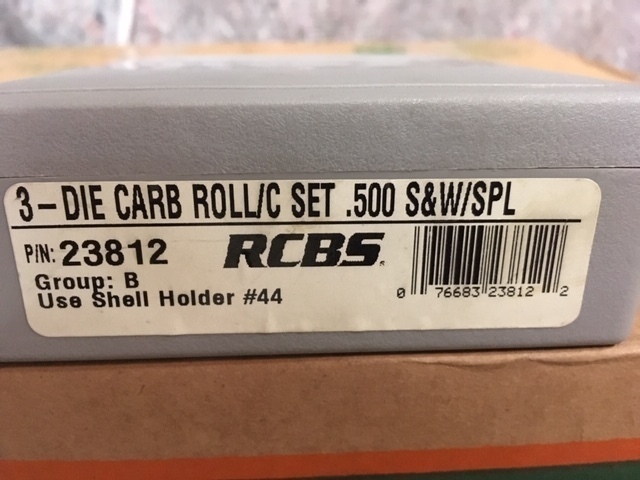 3-DIE CARB ROLL/C SET .500 S&W/SPL
P/N: 23812
RCBS
Group: B
Use Shell Holder #44
0 76683 23812 2